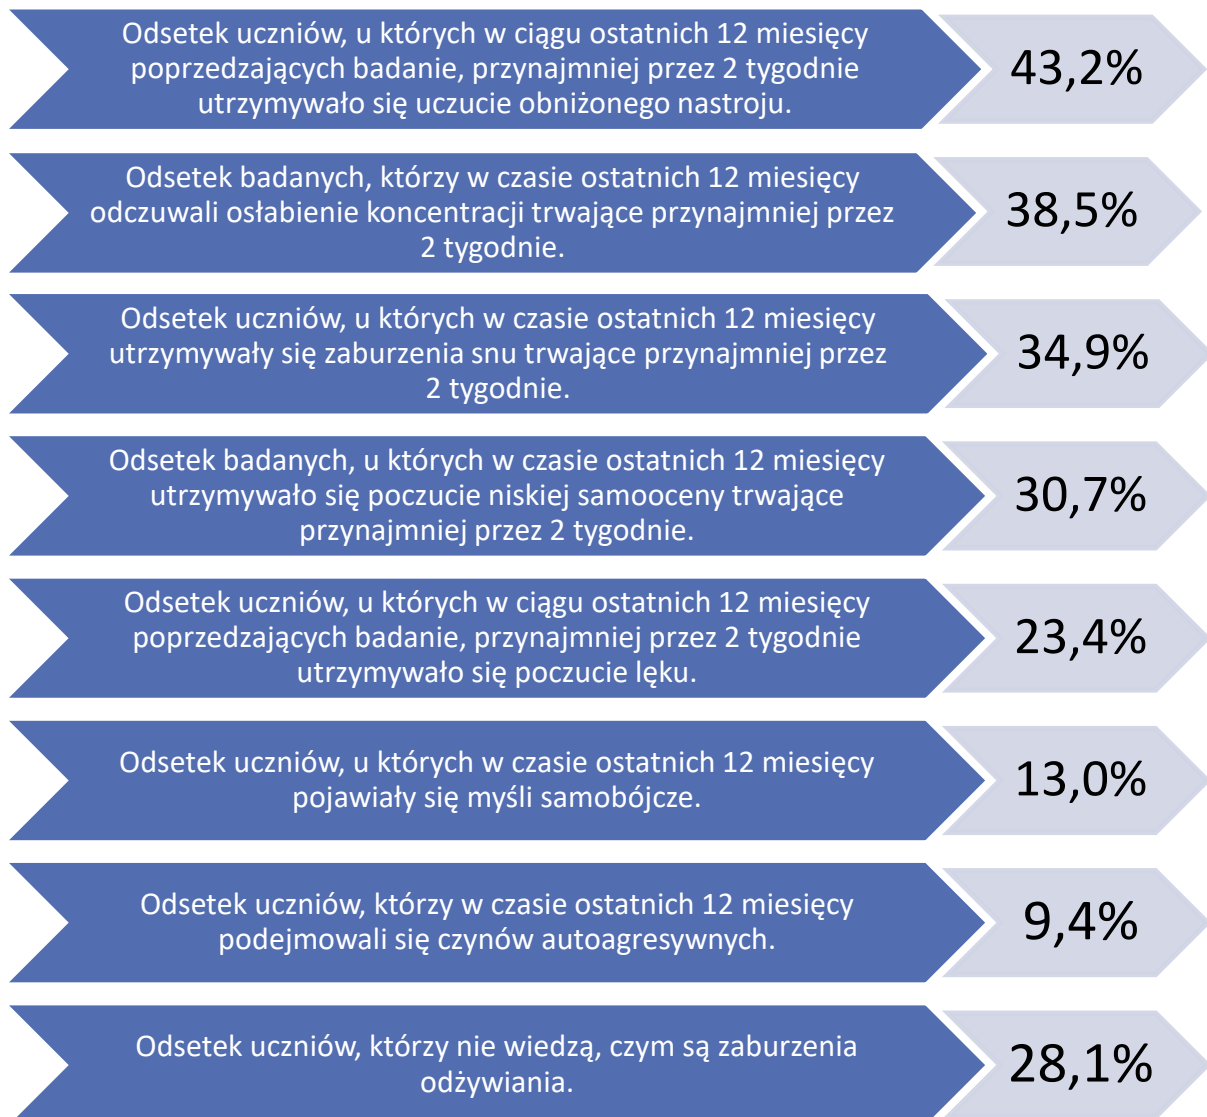 Odsetek uczniów, u których w ciągu ostatnich 12 miesięcy
poprzedzających badanie, przynajmniej przez 2 tygodnie
utrzymywało się uczucie obniżonego nastroju.
43,2%
Odsetek badanych, którzy w czasie ostatnich 12 miesięcy
odczuwali osłabienie koncentracji trwające przynajmniej przez
2 tygodnie.
38,5%
Odsetek uczniów, u których w czasie ostatnich 12 miesięcy
utrzymywały się zaburzenia snu trwające przynajmniej przez
2 tygodnie.
34,9%
Odsetek badanych, u których w czasie ostatnich 12 miesięcy
utrzymywało się poczucie niskiej samooceny trwające
przynajmniej przez 2 tygodnie.
30,7%
Odsetek uczniów, u których w ciągu ostatnich 12 miesięcy
poprzedzających badanie, przynajmniej przez 2 tygodnie
utrzymywało się poczucie lęku.
23,4%
Odsetek uczniów, u których w czasie ostatnich 12 miesięcy
pojawiały się myśli samobójcze.
13,0%
Odsetek uczniów, którzy w czasie ostatnich 12 miesięcy
podejmowali się czynów autoagresywnych.
9,4%
Odsetek uczniów, którzy nie wiedzą, czym są zaburzenia
odżywiania.
28,1%